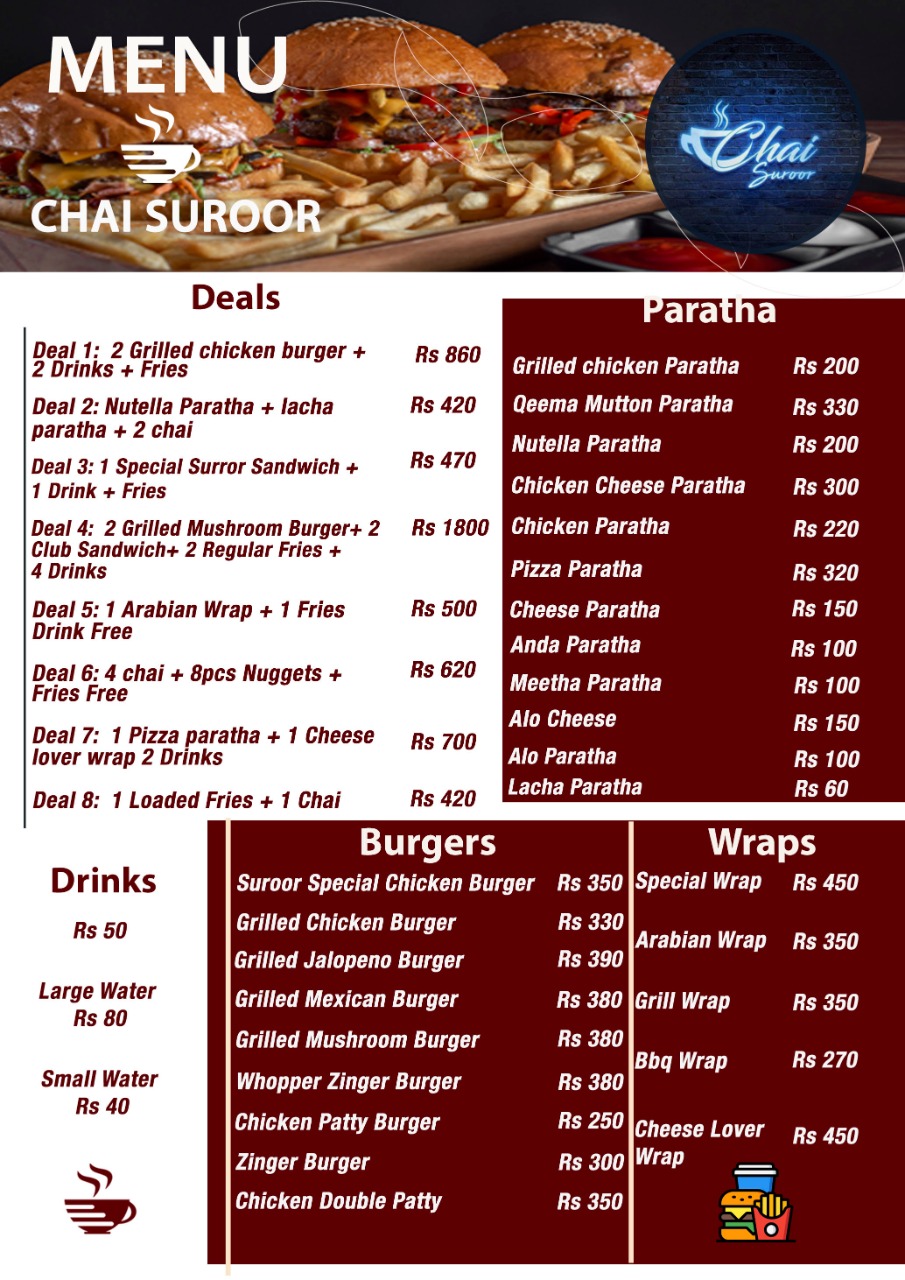 MENU
CHAI SUROOR
Chai
Suroor
Deals
Deal 1: 2 Grilled chicken burger +
2 Drinks + Fries
Rs 860
Deal 2: Nutella Paratha + lacha
paratha + 2 chai
Rs 420
Deal 3: 1 Special Surror Sandwich +
1 Drink + Fries
Rs 470
Deal 4: 2 Grilled Mushroom Burger+ 2
Club Sandwich+ 2 Regular Fries +
4 Drinks
Rs 1800
Deal 5: 1 Arabian Wrap + 1 Fries
Drink Free
Rs 500
Deal 6: 4 chai + 8pcs Nuggets +
Fries Free
Rs 620
Deal 7: 1 Pizza paratha + 1 Cheese
lover wrap 2 Drinks
Rs 700
Deal 8: 1 Loaded Fries + 1 Chai Rs 420
Paratha
Grilled chicken Paratha Rs 200
Qeema Mutton Paratha Rs 330
Nutella Paratha Rs 200
Chicken Cheese Paratha Rs 300
Chicken Paratha Rs 220
Pizza Paratha Rs 320
Cheese Paratha Rs 150
Anda Paratha Rs 100
Meetha Paratha Rs 100
Alo Cheese Rs 150
Alo Paratha Rs 100
Lacha Paratha Rs 60
Drinks
Rs 50
Large Water
Rs 80
Small Water
Rs 40
Burgers
Suroor Special Chicken Burger Rs 350
Grilled Chicken Burger Rs 330
Grilled Jalopeno Burger Rs 390
Grilled Mexican Burger Rs 380
Grilled Mushroom Burger Rs 380
Whopper Zinger Burger Rs 380
Chicken Patty Burger Rs 250
Zinger Burger Rs 300
Chicken Double Patty Rs 350
Wraps
Special Wrap Rs 450
Arabian Wrap Rs 350
Grill Wrap Rs 350
Bbq Wrap Rs 270
Cheese Lover
Wrap
Rs 450